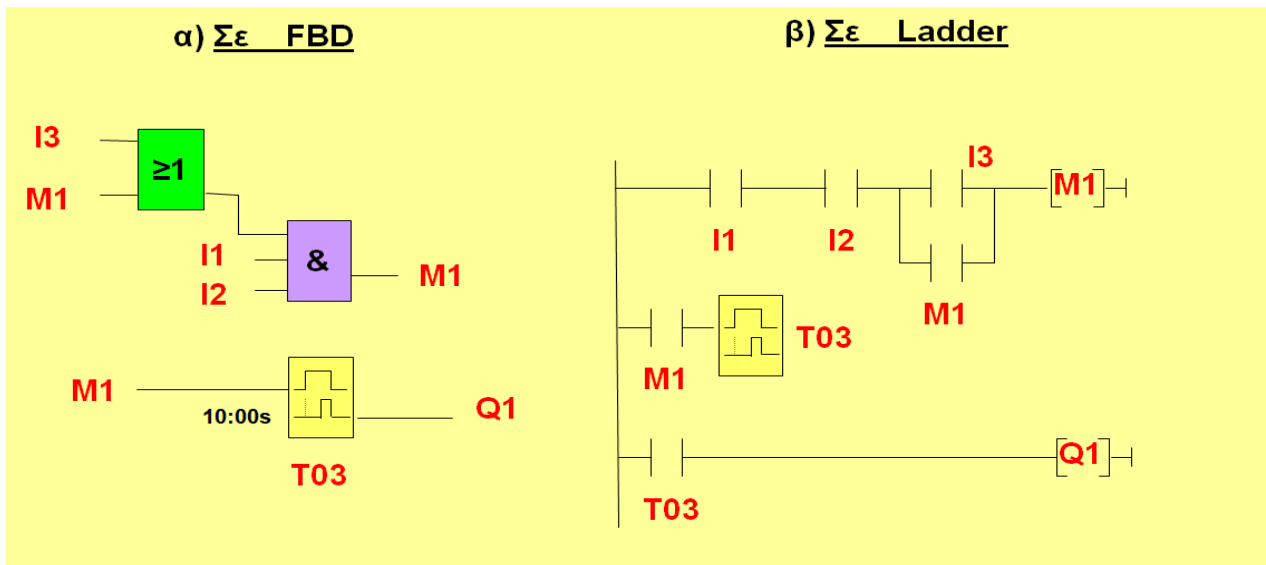 α) Σε FBD
I3
≥1
M1
I1
&
I2
M1
M1
10:00s
Q1
T03
β) Σε Ladder
I3
M1
I1
I2
M1
T03
M1
Q1
T03